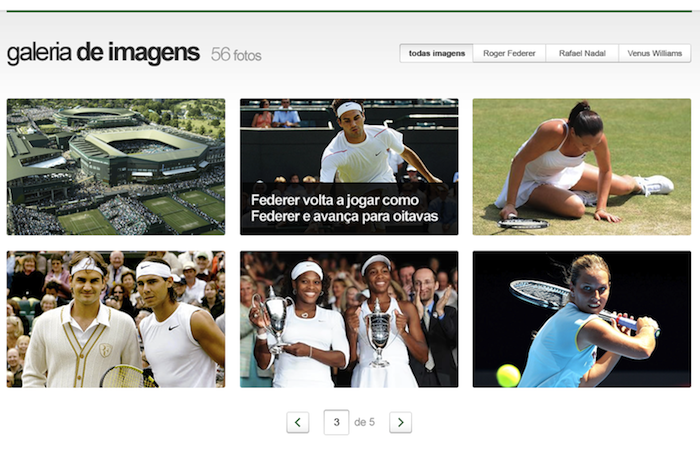 galeria de imagens 56 fotos
todas imagens Roger Federer Rafael Nadal Venus Williams
Federer volta a jogar como
Federer e avança para oitavas
3 de 5